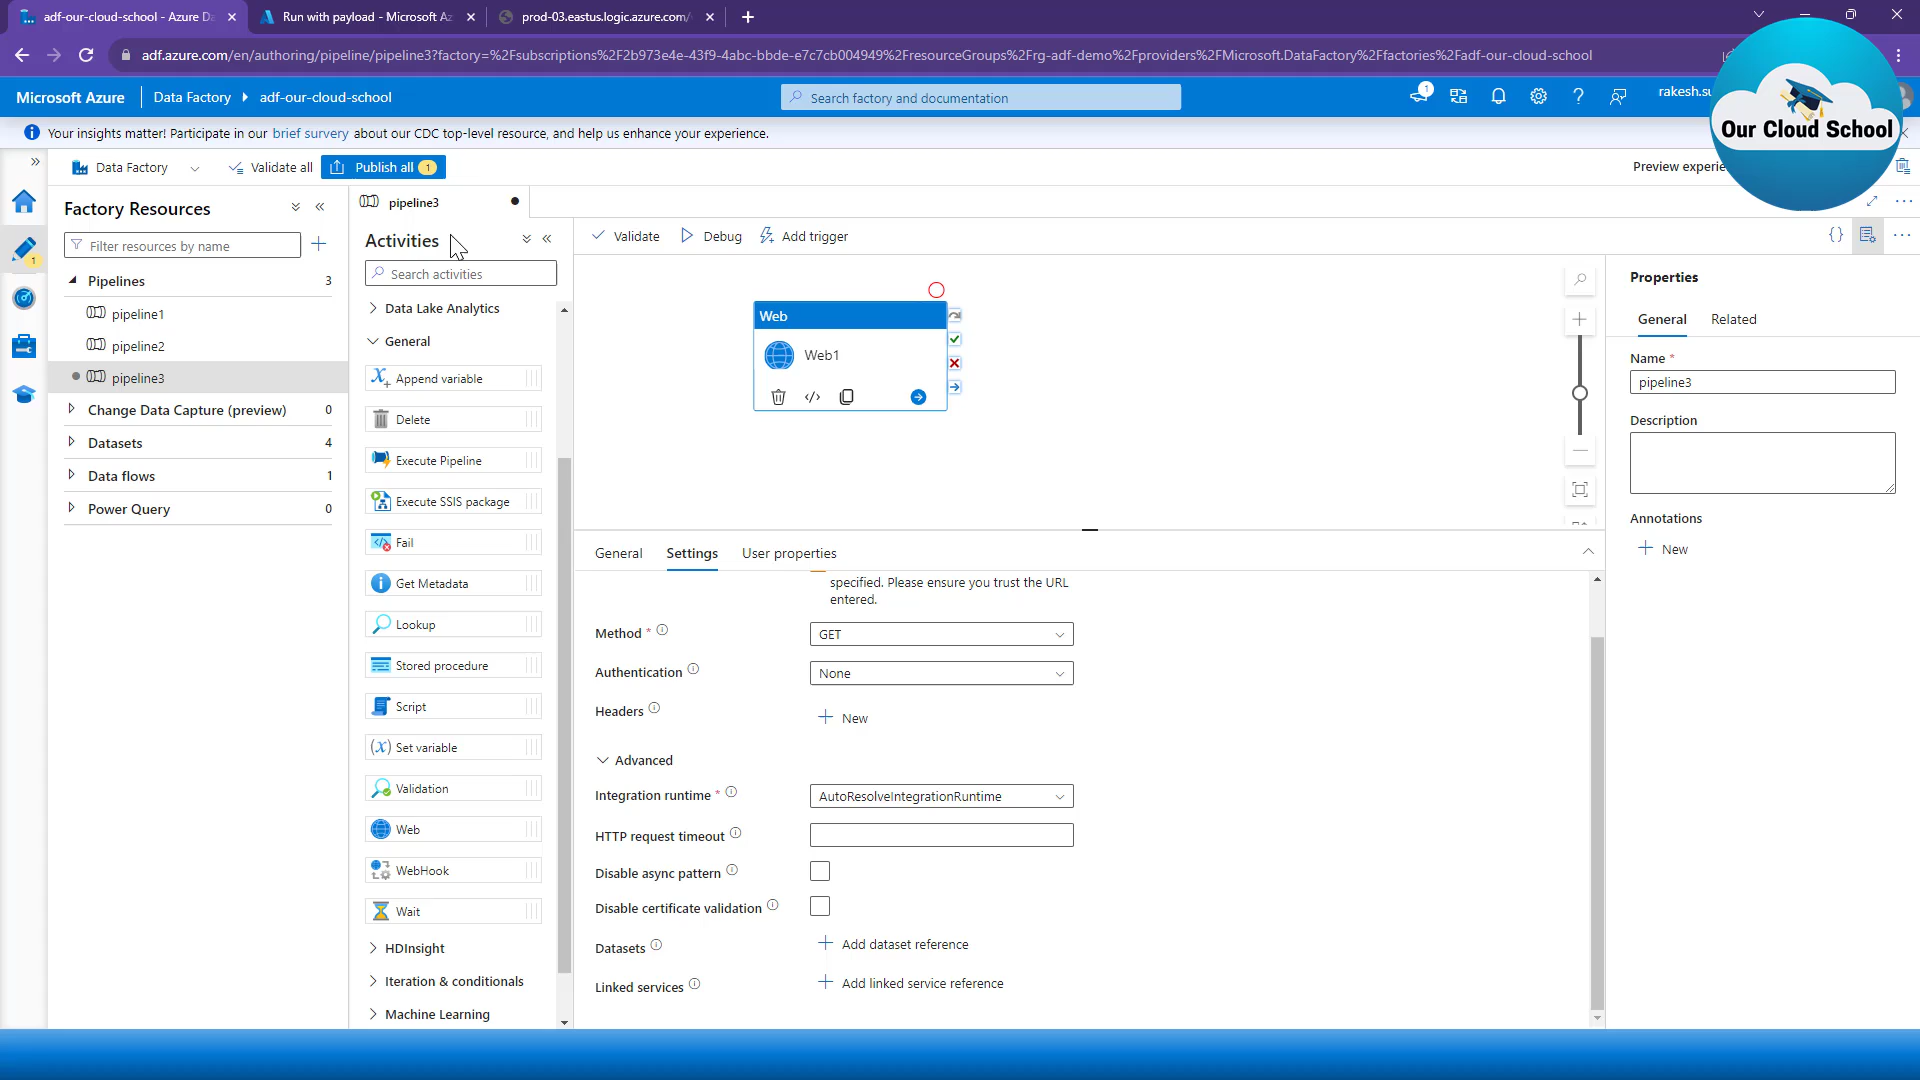 adf-our-cloud-school - Azure Da
Run with payload - Microsoft Az
prod-03.eastus.logic.azure.com/
adf.azure.com/en/authoring/pipeline/pipeline3?factory=%2Fsubscriptions%2F2b973e4e-43f9-4abc-bbde-e7c7cb004949%2FresourceGroups%2Frg-adf-demo%2Fproviders%2FMicrosoft.DataFactory%2Ffactories%2Fadf-our-cloud-school
Microsoft Azure
Data Factory
adf-our-cloud-school
Search factory and documentation
1
rakesh.su
Our Cloud School
Your insights matter! Participate in our brief survey about our CDC top-level resource, and help us enhance your experience.
Data Factory
Validate all
Publish all 1
Preview experie
Factory Resources
Filter resources by name
1
Pipelines 3
pipeline1
pipeline2
pipeline3
Change Data Capture (preview) 0
Datasets 4
Data flows 1
Power Query 0
pipeline3
Activities
Search activities
Data Lake Analytics
General
Append variable
Delete
Execute Pipeline
Execute SSIS package
Fail
Get Metadata
Lookup
Stored procedure
Script
Set variable
Validation
Web
WebHook
Wait
HDInsight
Iteration & conditionals
Machine Learning
Validate
Debug
Add trigger
Web
Web1
General
Settings
User properties
specified. Please ensure you trust the URL
entered.
Method *
GET
Authentication
None
Headers
New
Advanced
Integration runtime *
AutoResolveIntegrationRuntime
HTTP request timeout
Disable async pattern
Disable certificate validation
Datasets
Add dataset reference
Linked services
Add linked service reference
Properties
General
Related
Name *
pipeline3
Description
Annotations
New